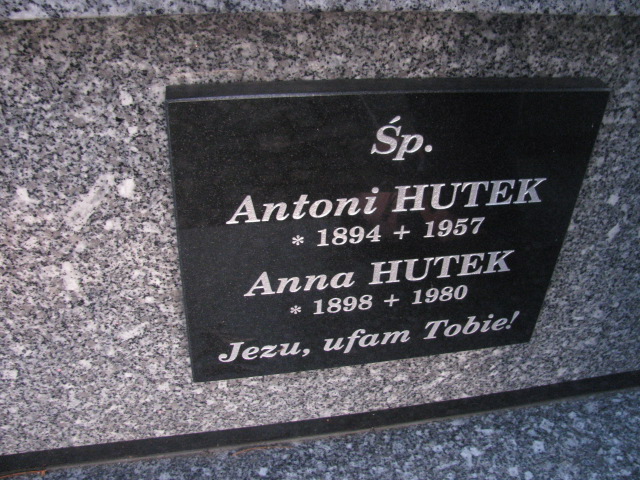 Śp.
Antoni HUTEK
* 1894 + 1957
Anna HUTEK
* 1898 + 1980
Jezu, ufam Tobie!